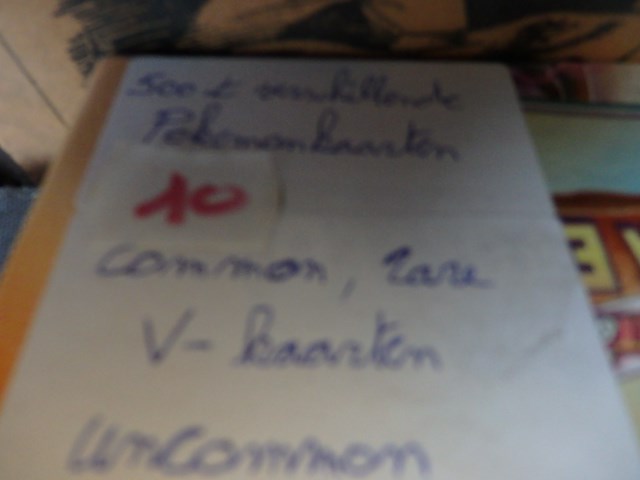 500 ± verschillende
Pokemonkaarten
10
common, rare
V- kaarten
uncommon